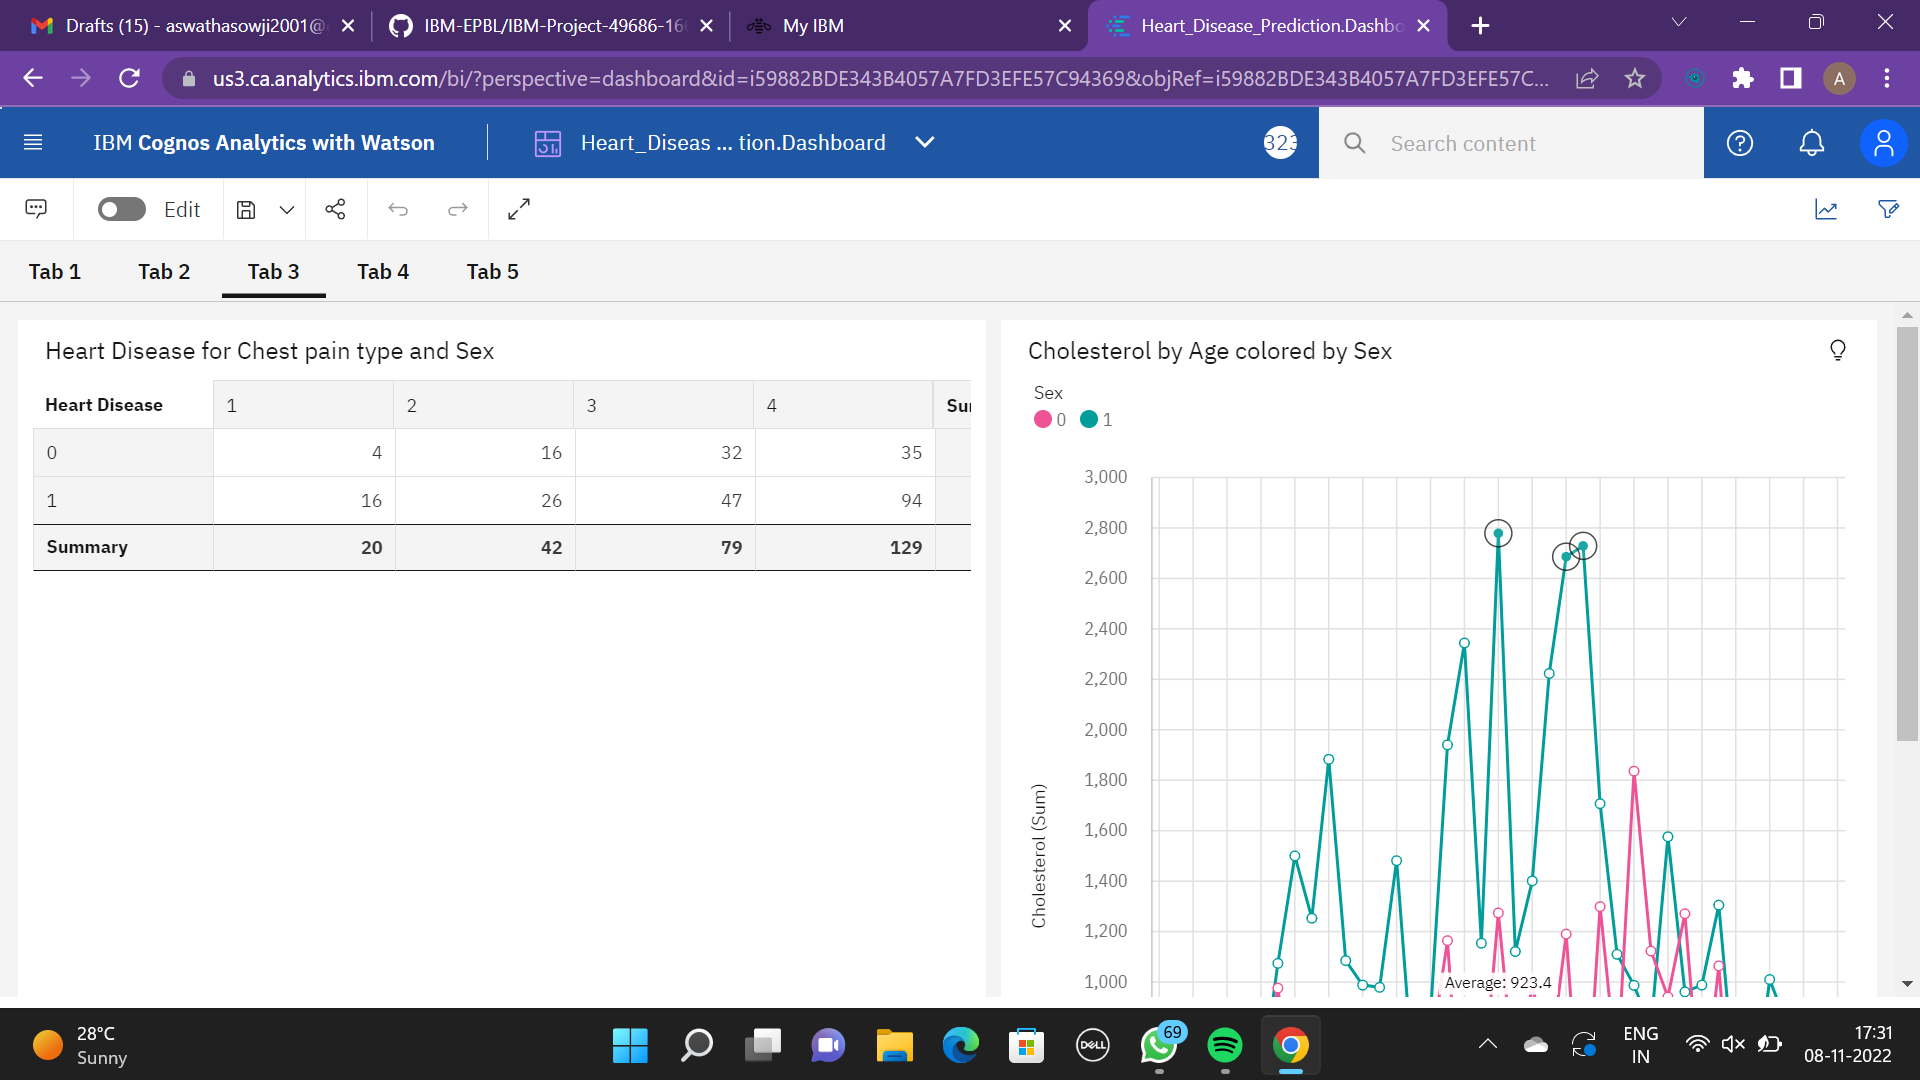 Drafts (15) - aswathasowji2001@
IBM-EPBL/IBM-Project-49686-16
My IBM
Heart_Disease_Prediction.Dashbo
us3.ca.analytics.ibm.com/bi/?perspective=dashboard&id=i59882BDE343B4057A7FD3EFE57C94369&objRef=i59882BDE343B4057A7FD3EFE57C...
A
IBM Cognos Analytics with Watson
Heart_Diseas ... tion.Dashboard
323
Search content
Edit
Tab 1 Tab 2 Tab 3 Tab 4 Tab 5
Heart Disease for Chest pain type and Sex
Heart Disease 1 2 3 4 Su
0 4 16 32 35
1 16 26 47 94
Summary 20 42 79 129
Cholesterol by Age colored by Sex
Sex
0 1
3,000
2,800
2,600
2,400
2,200
2,000
1,800
1,600
1,400
1,200
1,000
Cholesterol (Sum)
Average: 923.4
28°C
Sunny
DELL
69
ENG
IN
17:31
08-11-2022